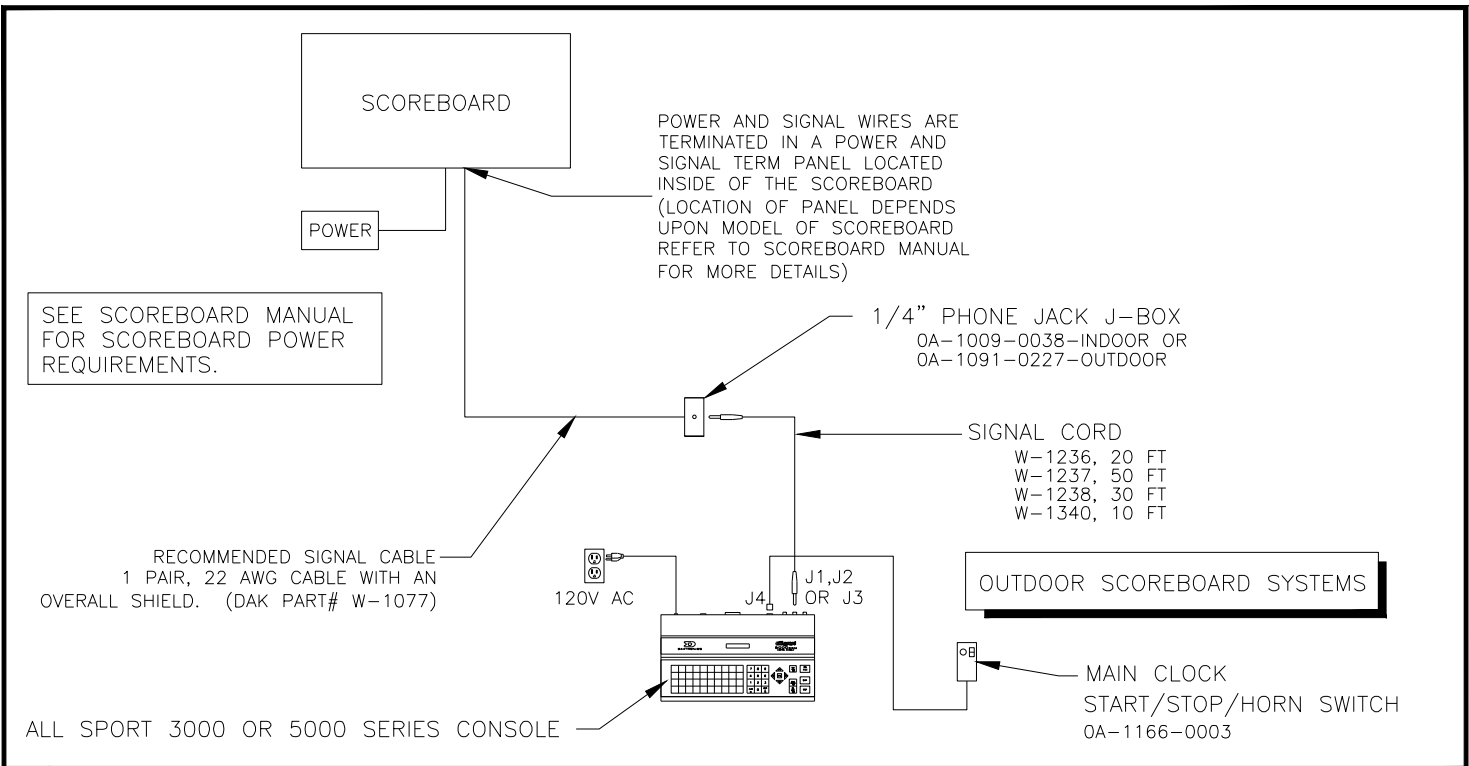 SCOREBOARD
POWER AND SIGNAL WIRES ARE
TERMINATED IN A POWER AND
SIGNAL TERM PANEL LOCATED
INSIDE OF THE SCOREBOARD
(LOCATION OF PANEL DEPENDS
UPON MODEL OF SCOREBOARD
REFER TO SCOREBOARD MANUAL
FOR MORE DETAILS)
POWER
SEE SCOREBOARD MANUAL
FOR SCOREBOARD POWER
REQUIREMENTS.
1/4" PHONE JACK J-BOX
0A-1009-0038-INDOOR OR
0A-1091-0227-OUTDOOR
SIGNAL CORD
W-1236, 20 FT
W-1237, 50 FT
W-1238, 30 FT
W-1340, 10 FT
RECOMMENDED SIGNAL CABLE
1 PAIR, 22 AWG CABLE WITH AN
OVERALL SHIELD. (DAK PART# W-1077)
120V AC
J4
J1,J2
OR J3
OUTDOOR SCOREBOARD SYSTEMS
MAIN CLOCK
START/STOP/HORN SWITCH
0A-1166-0003
ALL SPORT 3000 OR 5000 SERIES CONSOLE